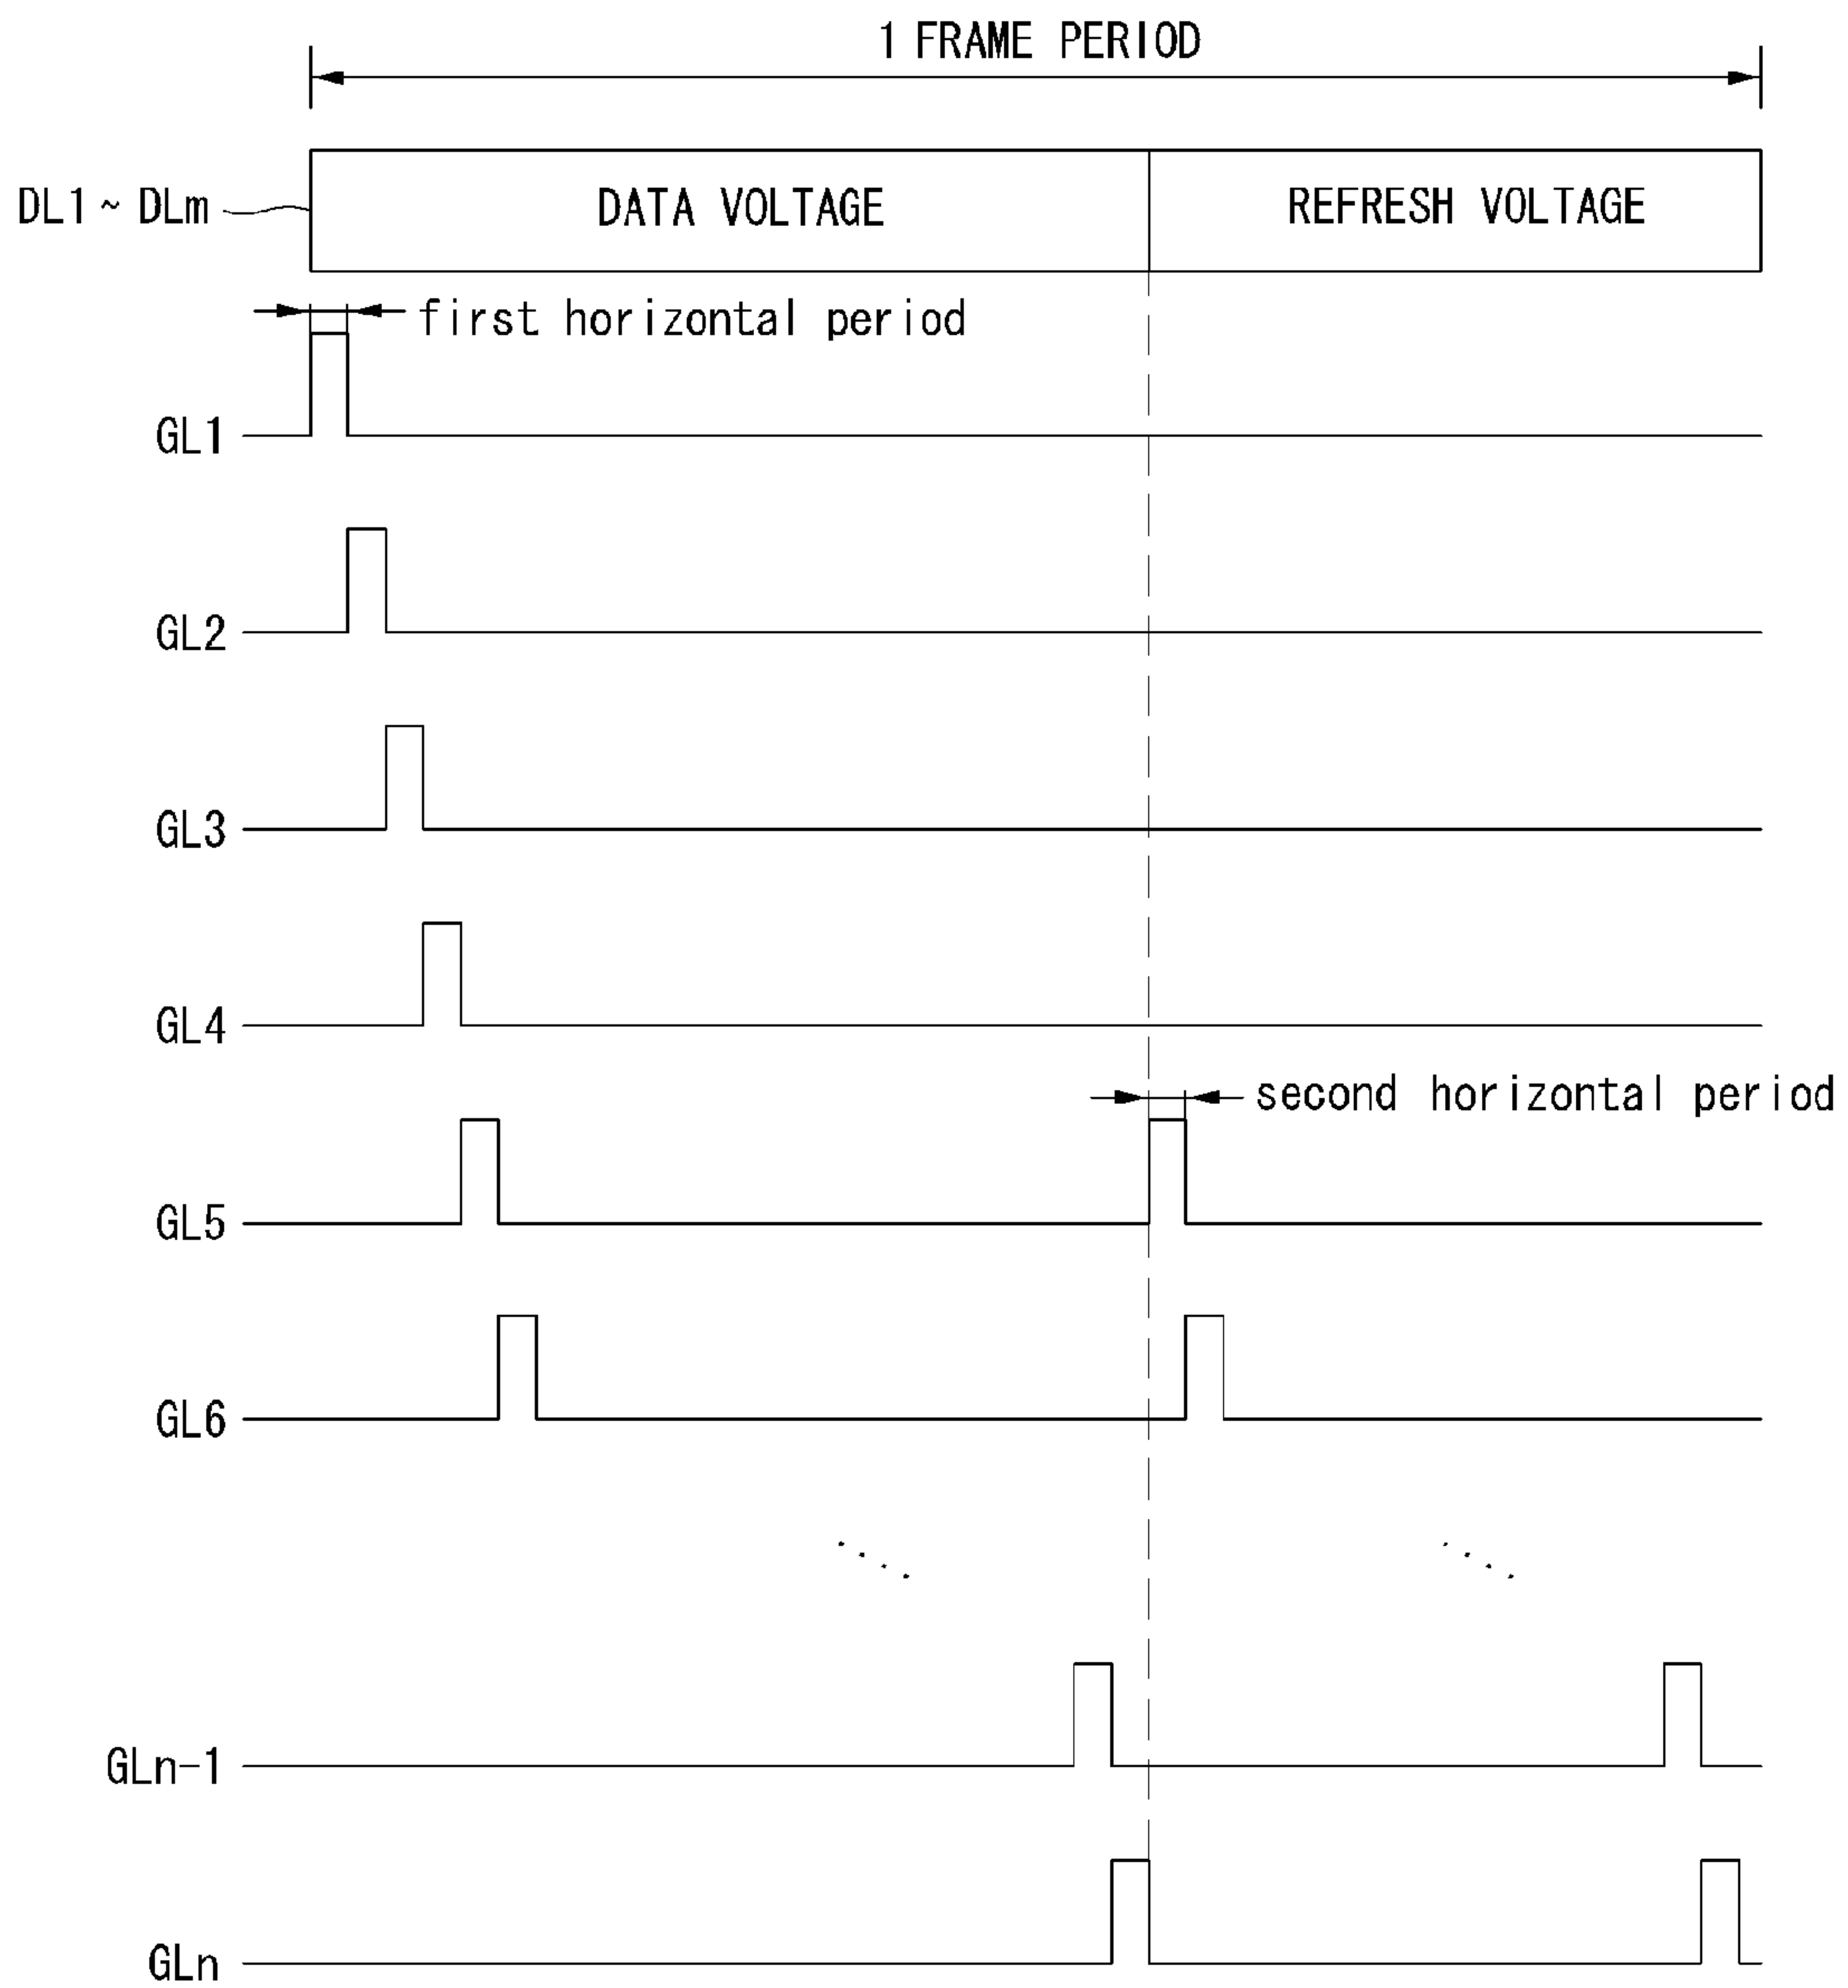 1 FRAME PERIOD
DL1 ~ DLm
DATA VOLTAGE
REFRESH VOLTAGE
first horizontal period
GL1
GL2
GL3
GL4
second horizontal period
GL5
GL6
GLn-1
GLn